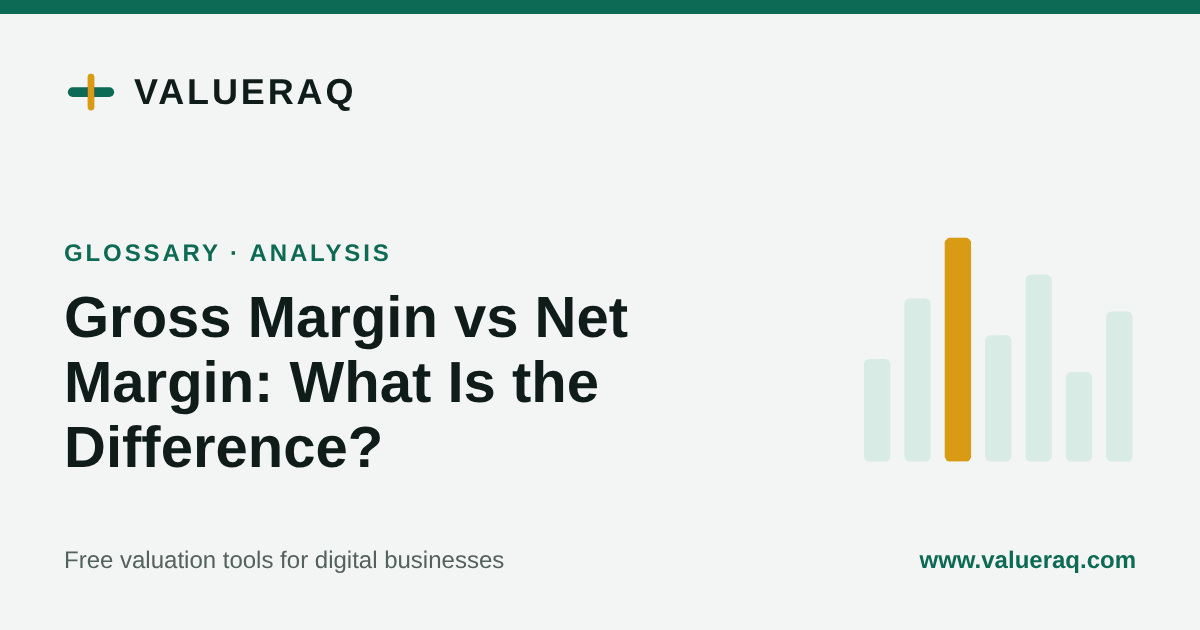 VALUERAQ
GLOSSARY · ANALYSIS
Gross Margin vs Net
Margin: What Is the
Difference?
Free valuation tools for digital businesses
www.valueraq.com